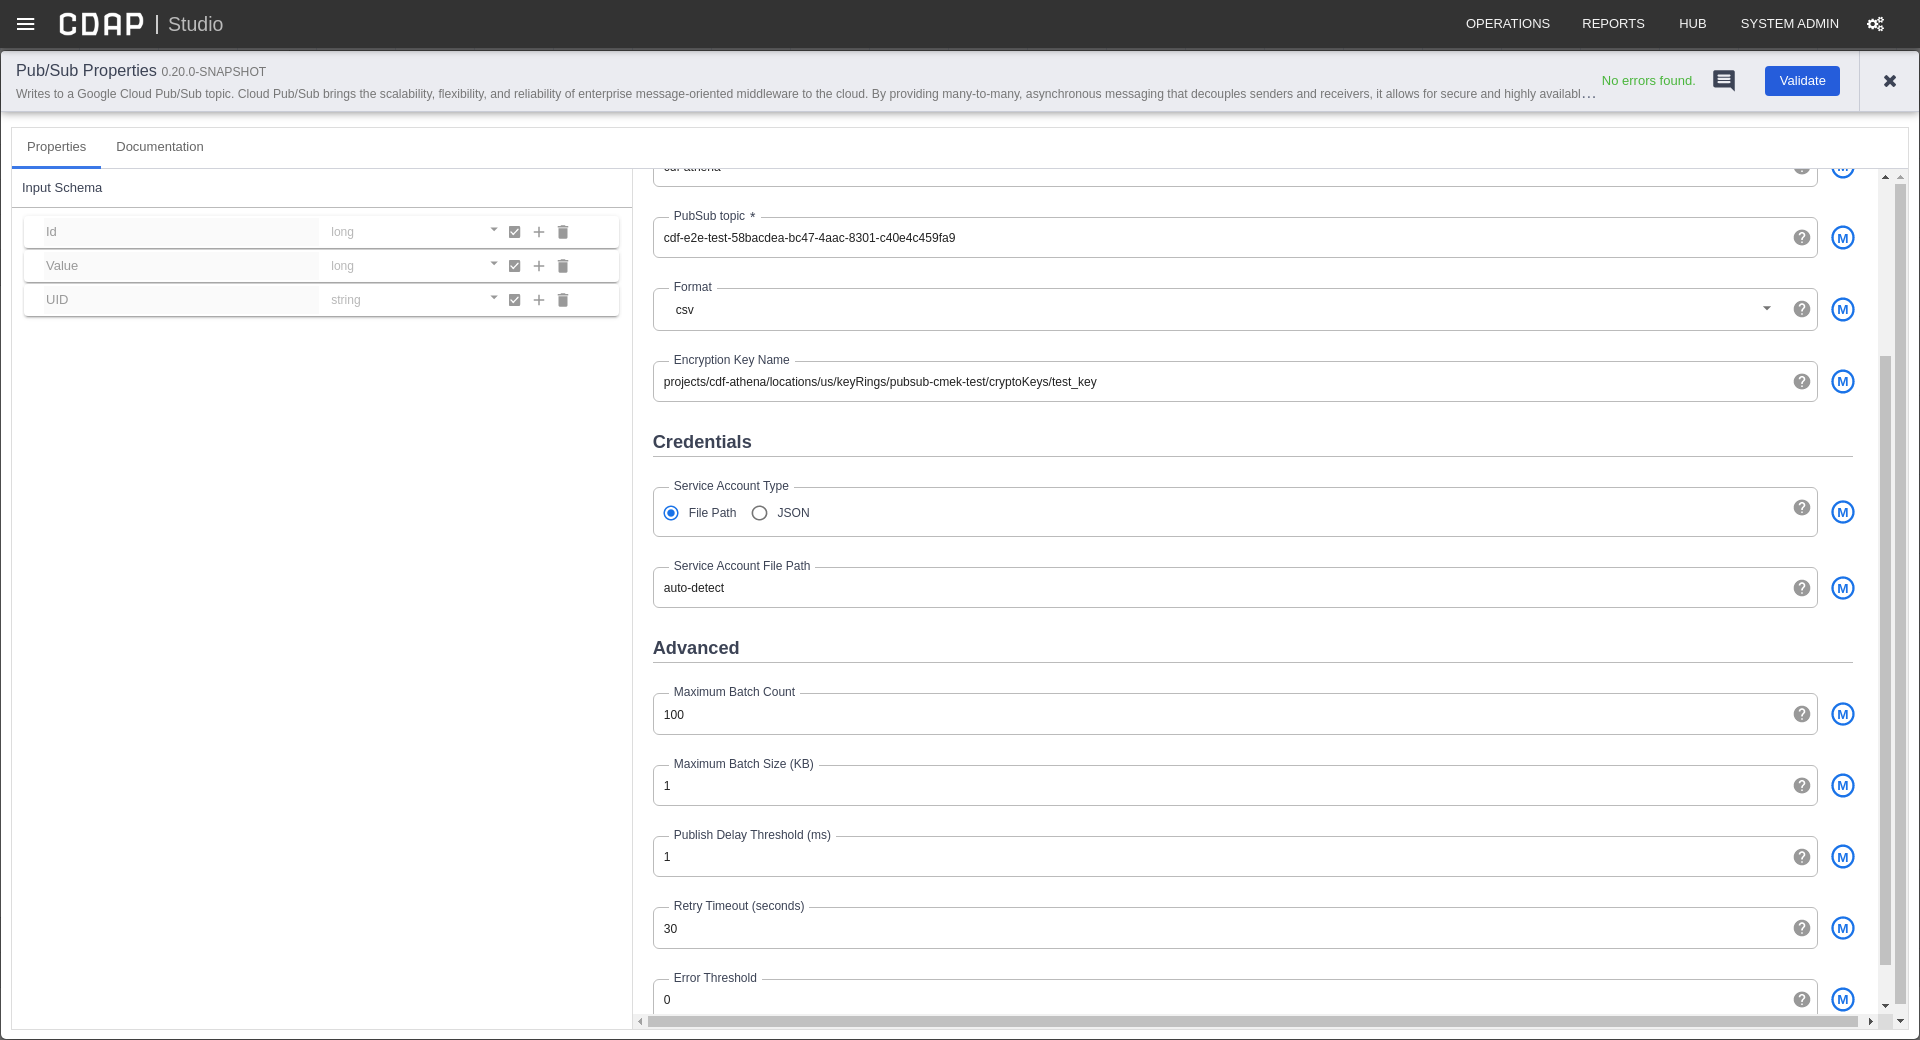 CDAP | Studio
OPERATIONS REPORTS HUB SYSTEM ADMIN
Pub/Sub Properties 0.20.0-SNAPSHOT
Writes to a Google Cloud Pub/Sub topic. Cloud Pub/Sub brings the scalability, flexibility, and reliability of enterprise message-oriented middleware to the cloud. By providing many-to-many, asynchronous messaging that decouples senders and receivers, it allows for secure and highly availabl...
No errors found.
Validate
Properties Documentation
Input Schema
Id long
Value long
UID string
cdf-athena
M
PubSub topic *
cdf-e2e-test-58bacdea-bc47-4aac-8301-c40e4c459fa9
? M
Format
csv
? M
Encryption Key Name
projects/cdf-athena/locations/us/keyRings/pubsub-cmek-test/cryptoKeys/test_key
? M
Credentials
Service Account Type
File Path JSON
? M
Service Account File Path
auto-detect
? M
Advanced
Maximum Batch Count
100
? M
Maximum Batch Size (KB)
1
? M
Publish Delay Threshold (ms)
1
? M
Retry Timeout (seconds)
30
? M
Error Threshold
0
? M